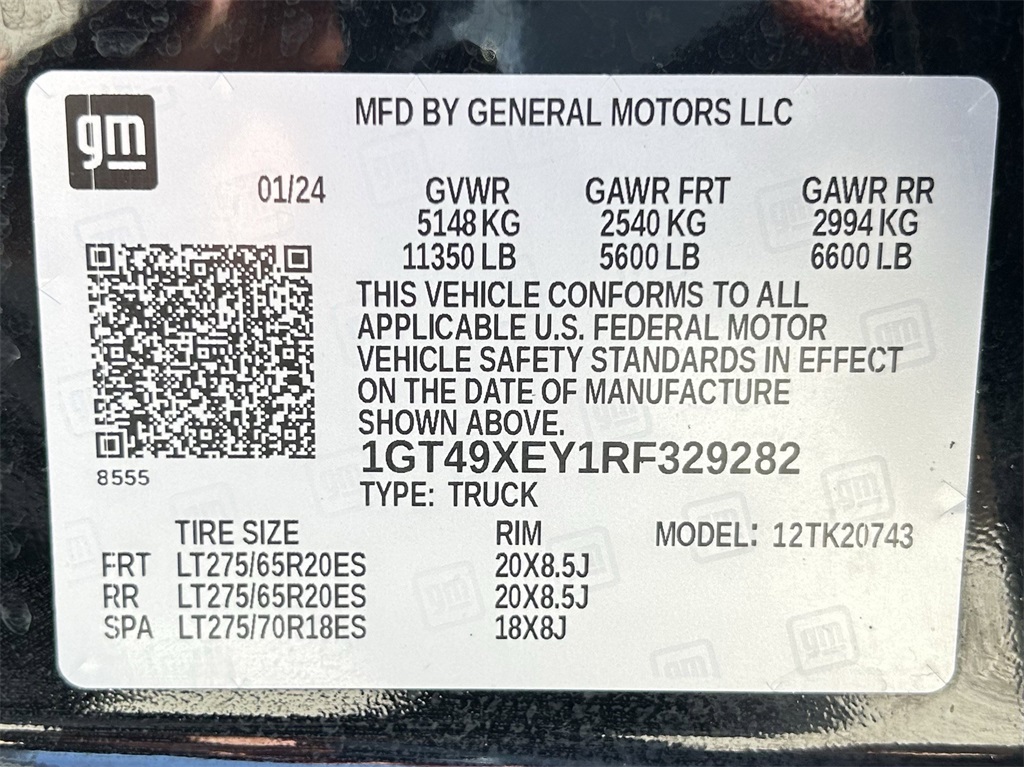 gm
MFD BY GENERAL MOTORS LLC
01/24 GVWR GAWR FRT GAWR RR
5148 KG 2540 KG 2994 KG
11350 LB 5600 LB 6600 LB
THIS VEHICLE CONFORMS TO ALL
APPLICABLE U.S. FEDERAL MOTOR
VEHICLE SAFETY STANDARDS IN EFFECT
ON THE DATE OF MANUFACTURE
SHOWN ABOVE.
8555
1GT49XEY1RF329282
TYPE: TRUCK
TIRE SIZE RIM MODEL: 12TK20743
FRT LT275/65R20ES 20X8.5J
RR LT275/65R20ES 20X8.5J
SPA LT275/70R18ES 18X8J